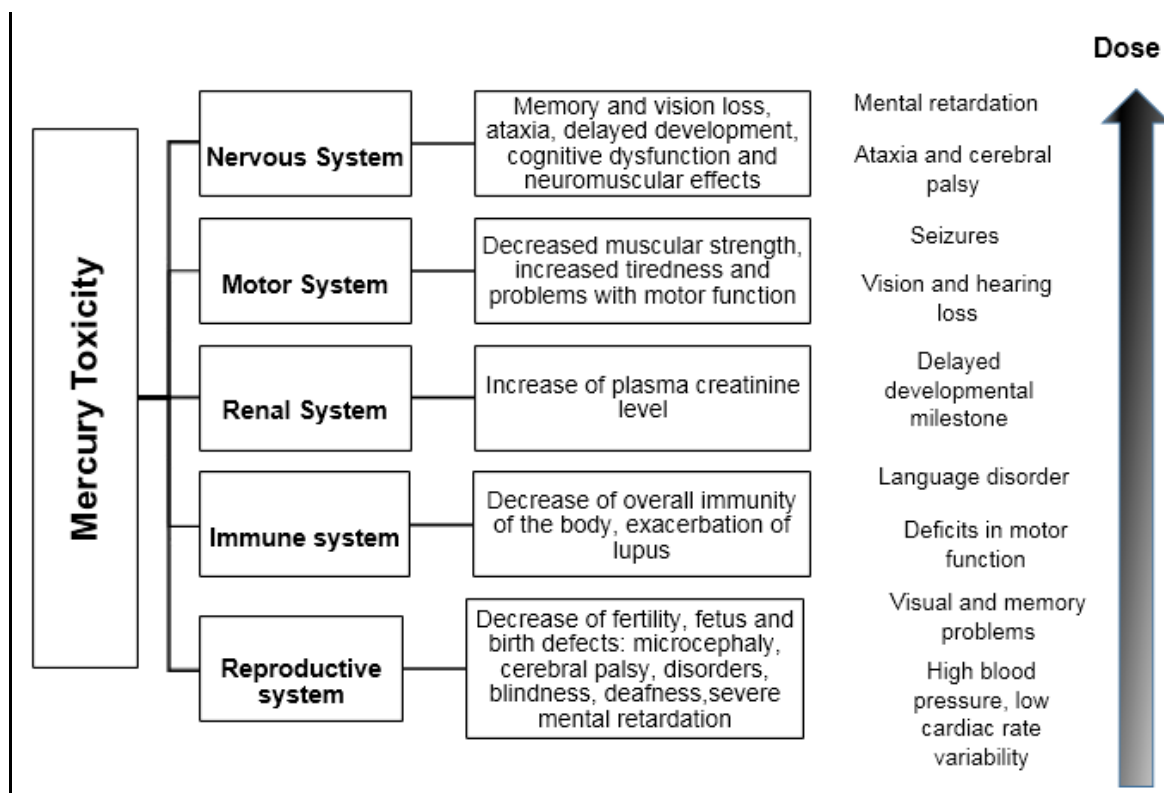 Dose
Mercury Toxicity
Nervous System
Memory and vision loss,
ataxia, delayed development,
cognitive dysfunction and
neuromuscular effects
Motor System
Decreased muscular strength,
increased tiredness and
problems with motor function
Renal System
Increase of plasma creatinine
level
Immune system
Decrease of overall immunity
of the body, exacerbation of
lupus
Reproductive
system
Decrease of fertility, fetus and
birth defects: microcephaly,
cerebral palsy, disorders,
blindness, deafness,severe
mental retardation
Mental retardation
Ataxia and cerebral
palsy
Seizures
Vision and hearing
loss
Delayed
developmental
milestone
Language disorder
Deficits in motor
function
Visual and memory
problems
High blood
pressure, low
cardiac rate
variability